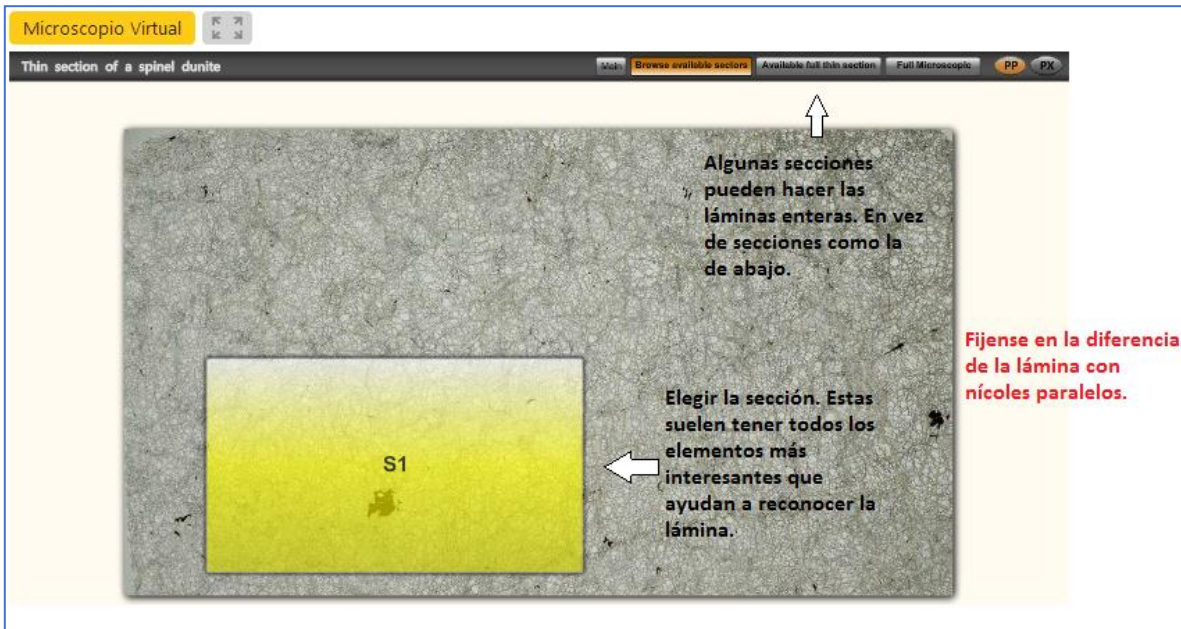 Microscopio Virtual
Thin section of a spinel dunite
Main Browse available sectors Available full thin section Full Microscopic PP PX
Algunas secciones
pueden hacer las
láminas enteras. En vez
de secciones como la
de abajo.
Fijense en la diferencia
de la lámina con
nícoles paralelos.
Elegir la sección. Estas
suelen tener todos los
elementos más
interesantes que
ayudan a reconocer la
lámina.
S1